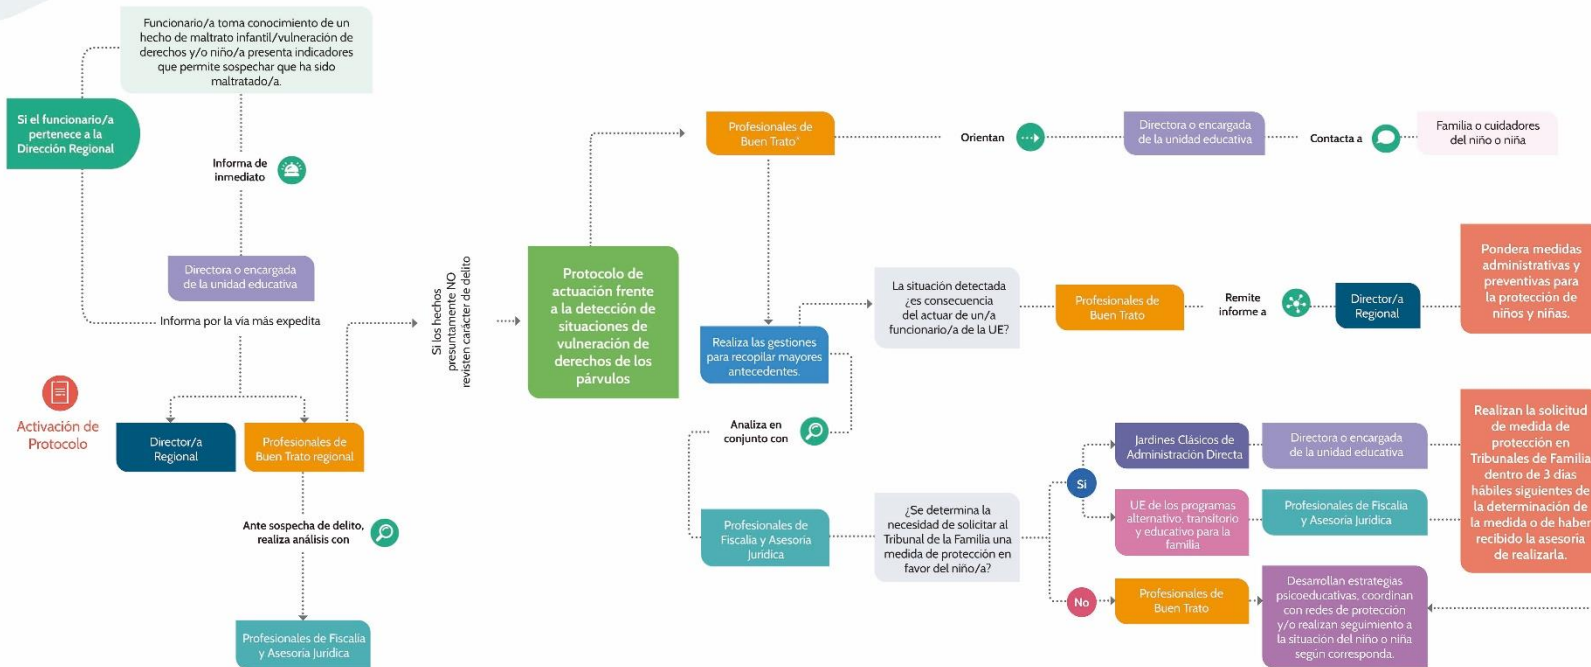 Funcionario/a toma conocimiento de un
hecho de maltrato infantil/vulneración de
derechos y/o niño/a presenta indicadores
que permite sospechar que ha sido
maltratado/a.
Si el funcionario/a
pertenece a la
Dirección Regional
Informa de
inmediato
Directora o encargada
de la unidad educativa
Informa por la vía más expedita
Activación de
Protocolo
Director/a
Regional
Profesionales de
Buen Trato regional
Ante sospecha de delito,
realiza análisis con
Profesionales de Fiscalía
y Asesoría Jurídica
Si los hechos
presuntamente NO
revisten carácter de delito
Protocolo de
actuación frente
a la detección de
situaciones de
vulneración de
derechos de los
párvulos
Profesionales de
Buen Trato*
Orientan
Directora o encargada
de la unidad educativa
Contacta a
Familia o cuidadores
del niño o niña
Realiza las gestiones
para recopilar mayores
antecedentes.
La situación detectada
¿es consecuencia
del actuar de un/a
funcionario/a de la UE?
Profesionales de
Buen Trato
Remite
informe a
Director/a
Regional
Pondera medidas
administrativas y
preventivas para
la protección de
niños y niñas.
Analiza en
conjunto con
Profesionales de
Fiscalía y Asesoría
Jurídica
¿Se determina la
necesidad de solicitar al
Tribunal de la Familia una
medida de protección en
favor del niño/a?
Sí
Jardines Clásicos de
Administración Directa
Directora o encargada
de la unidad educativa
UE de los programas
alternativo, transitorio
y educativo para la
familia
Profesionales de Fiscalía
y Asesoría Jurídica
Realizan la solicitud
de medida de
protección en
Tribunales de Familia
dentro de 3 días
hábiles siguientes de
la determinación de
la medida o de haber
recibido la asesoría
de realizarla.
No
Profesionales de
Buen Trato
Desarrollan estrategias
psicoeducativas, coordinan
con redes de protección
y/o realizan seguimiento a
la situación del niño o niña
según corresponda.